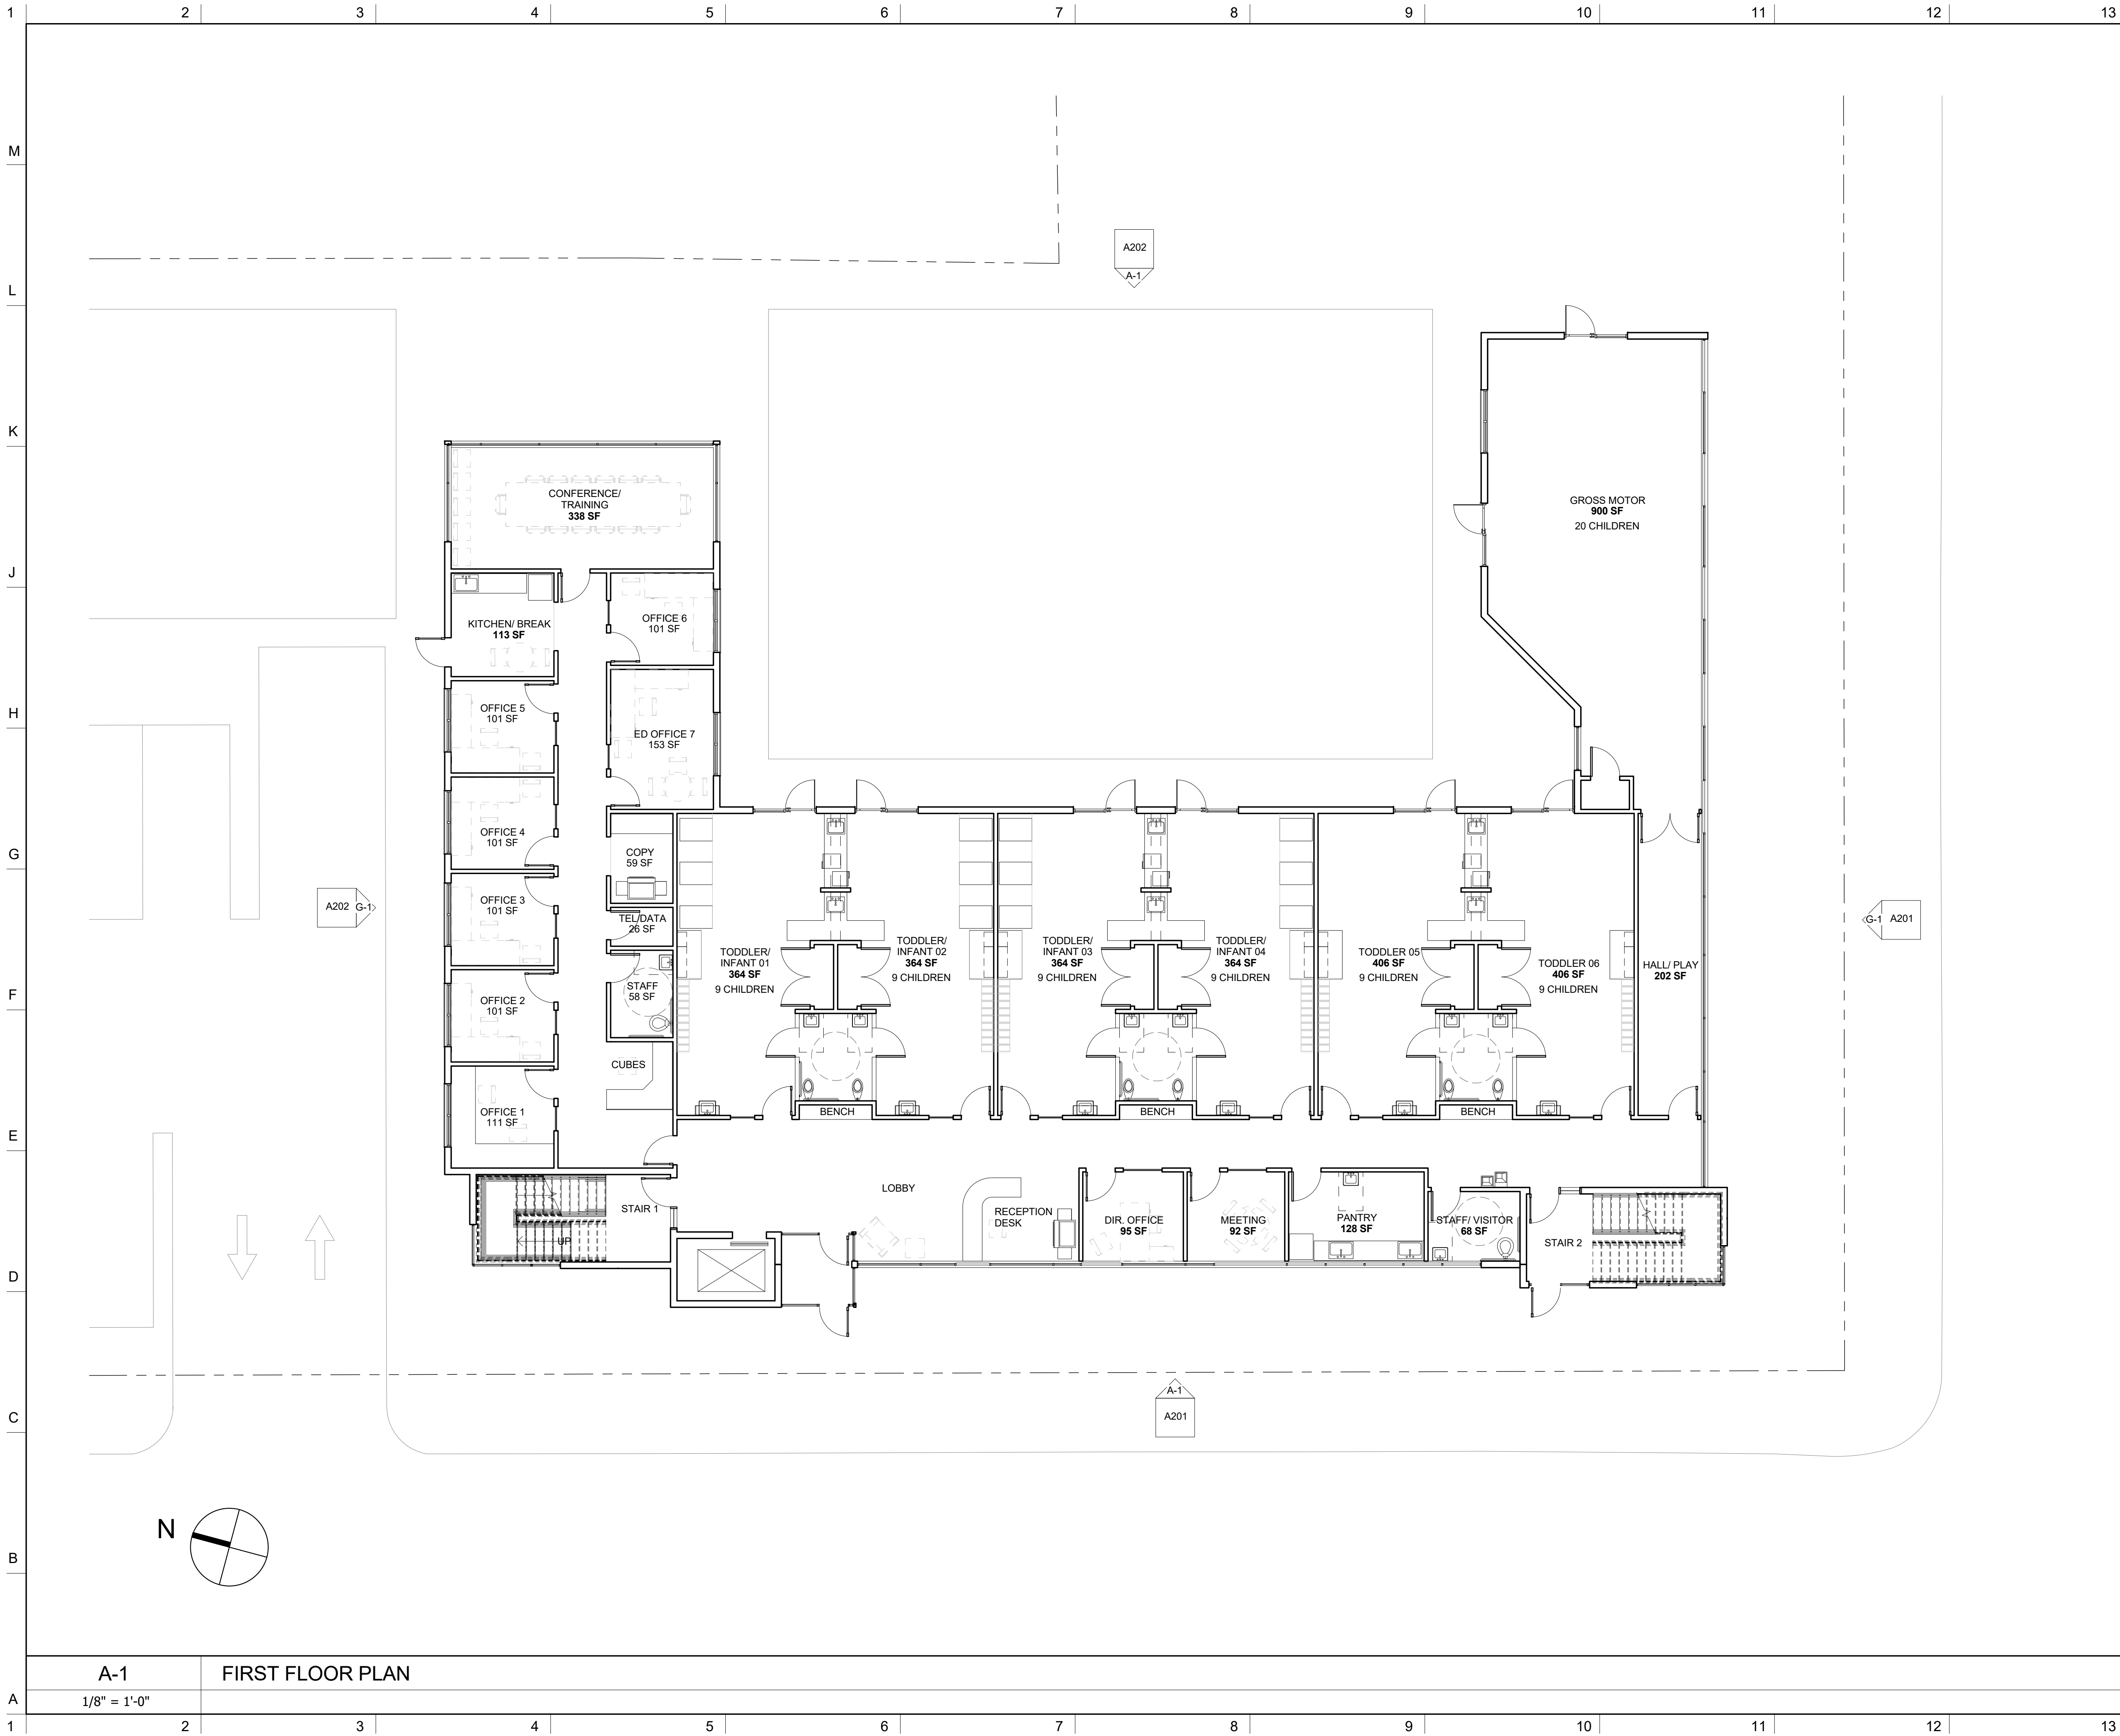 1 2 3 4 5 6 7 8 9 10 11 12 13
M
A202
A-1
L
K
CONFERENCE/
TRAINING
338 SF
GROSS MOTOR
900 SF
20 CHILDREN
J
KITCHEN/ BREAK
113 SF
OFFICE 6
101 SF
H
OFFICE 5
101 SF
ED OFFICE 7
153 SF
OFFICE 4
101 SF
G
COPY
59 SF
A202 G-1
OFFICE 3
101 SF
TEL/DATA
26 SF
G-1 A201
TODDLER/
INFANT 01
364 SF
9 CHILDREN
TODDLER/
INFANT 02
364 SF
9 CHILDREN
TODDLER/
INFANT 03
364 SF
9 CHILDREN
TODDLER/
INFANT 04
364 SF
9 CHILDREN
TODDLER 05
406 SF
9 CHILDREN
TODDLER 06
406 SF
9 CHILDREN
HALL/ PLAY
202 SF
F
OFFICE 2
101 SF
STAFF
58 SF
CUBES
OFFICE 1
111 SF
BENCH
BENCH
BENCH
E
STAIR 1
UP
LOBBY
RECEPTION
DESK
DIR. OFFICE
95 SF
MEETING
92 SF
PANTRY
128 SF
STAFF/ VISITOR
68 SF
STAIR 2
D
A-1
A201
C
N
B
A-1 FIRST FLOOR PLAN
A
1/8" = 1'-0"
1 2 3 4 5 6 7 8 9 10 11 12 13